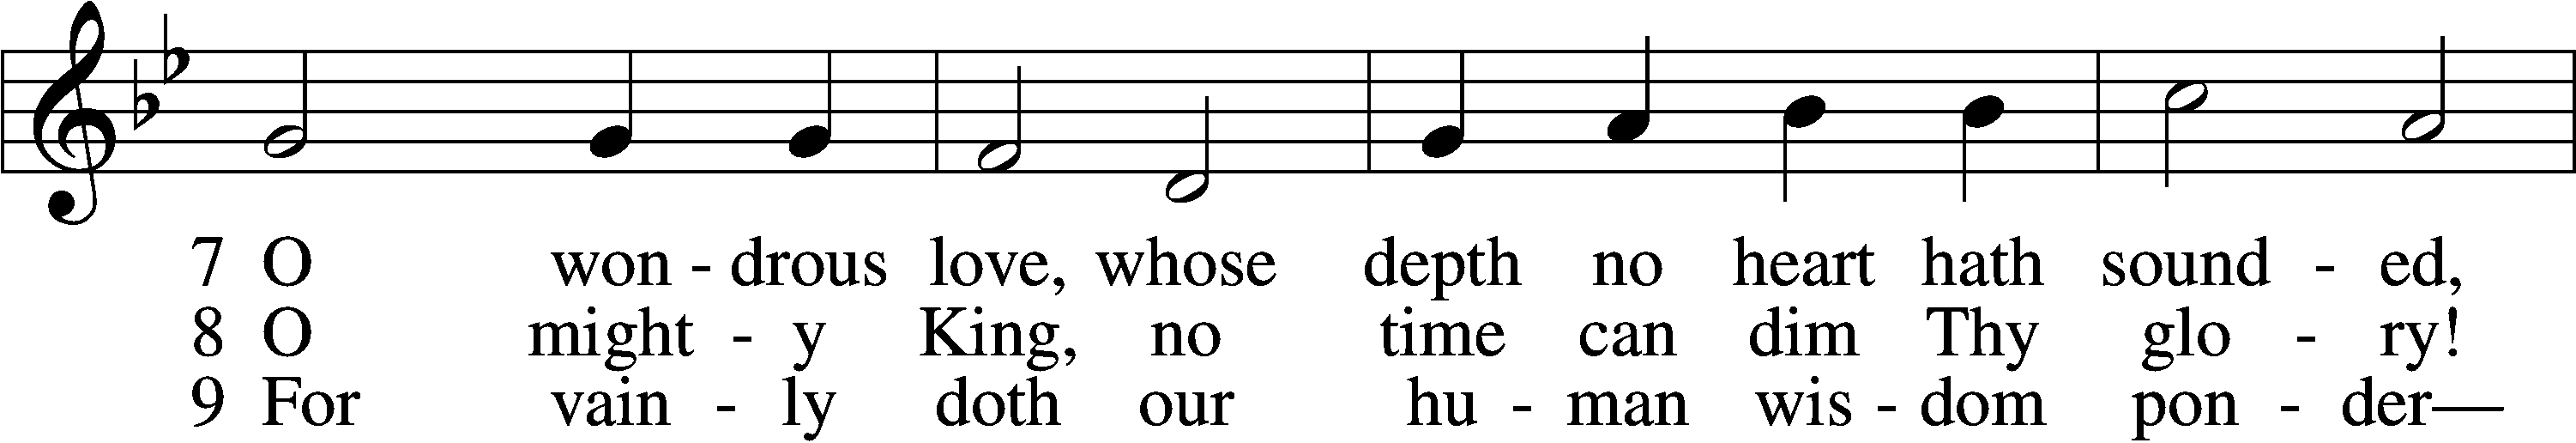 7 O won - drous love, whose depth no heart hath sound - ed,
8 O might - y King, no time can dim Thy glo - ry!
9 For vain - ly doth our hu - man wis - dom pon - der—